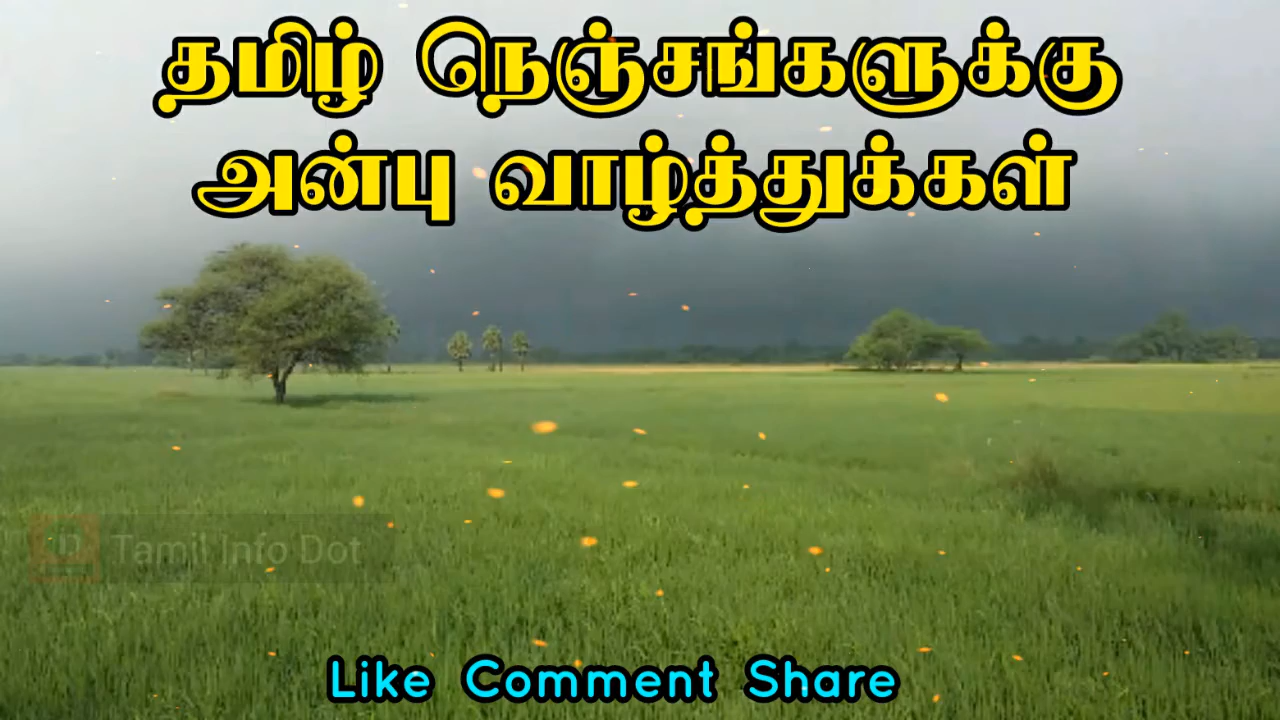 தமிழ் நெஞ்சங்களுக்கு
அன்பு வாழ்த்துக்கள்
Tamil Info Dot
Like Comment Share